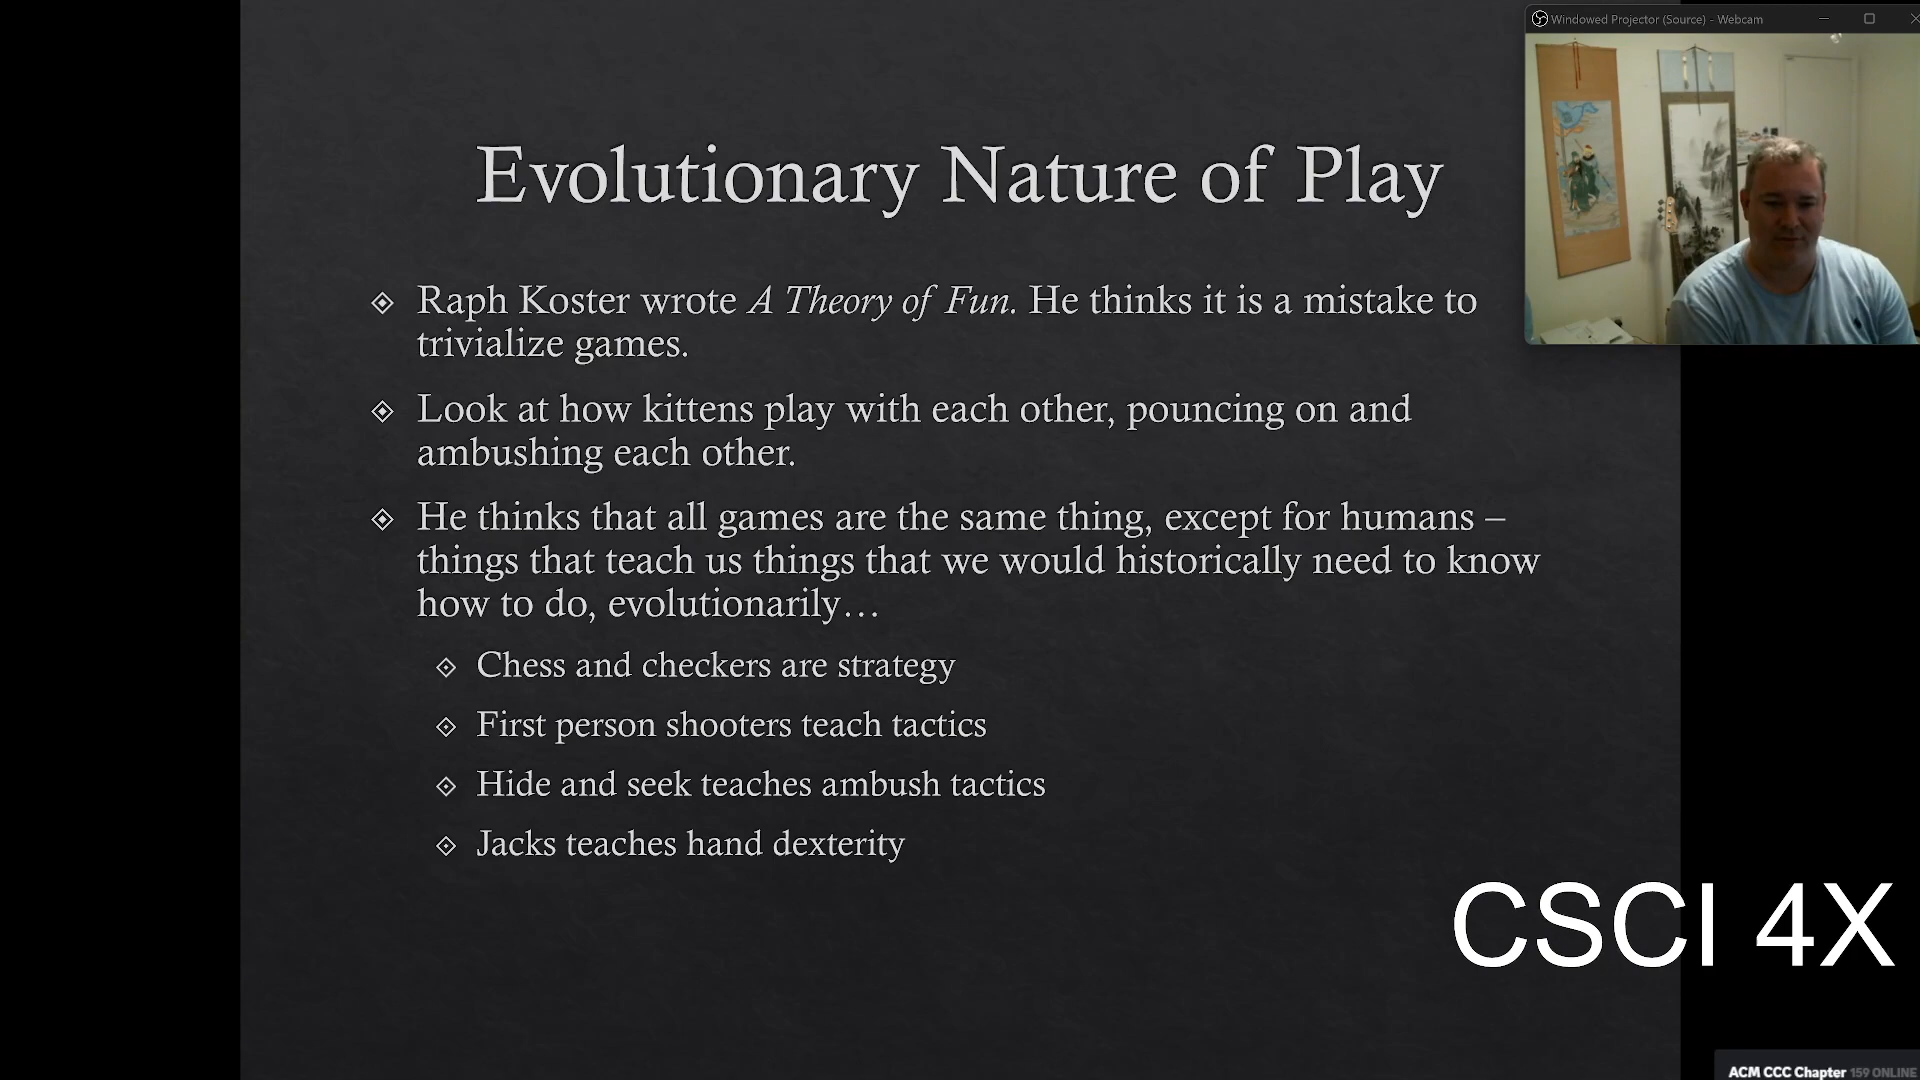 Windowed Projector (Source) - Webcam
Evolutionary Nature of Play
Raph Koster wrote A Theory of Fun. He thinks it is a mistake to
trivialize games.
Look at how kittens play with each other, pouncing on and
ambushing each other.
He thinks that all games are the same thing, except for humans –
things that teach us things that we would historically need to know
how to do, evolutionarily…
Chess and checkers are strategy
First person shooters teach tactics
Hide and seek teaches ambush tactics
Jacks teaches hand dexterity
CSCI 4X
ACM CCC Chapter 159 ONLINE